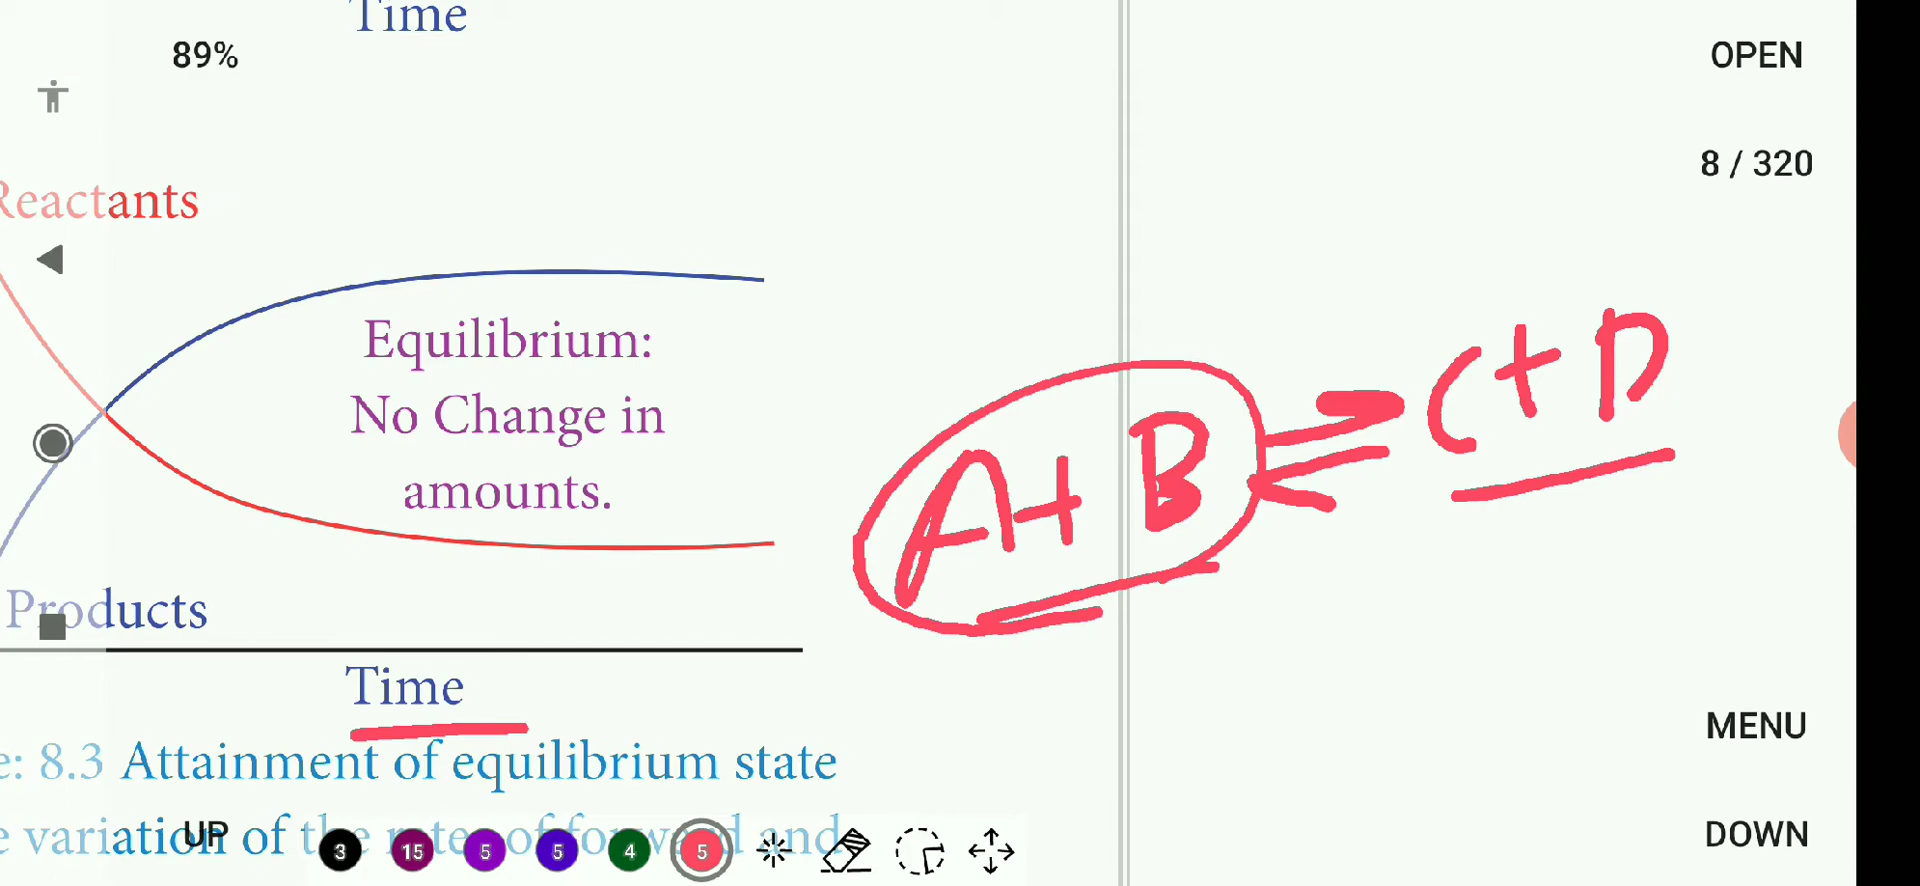 Time
89%
OPEN
8 / 320
Reactants
Equilibrium:
No Change in
amounts.
A+B ⇌ C+D
Products
Time
MENU
e: 8.3 Attainment of equilibrium state
e variation of the rate of forward and
UP
3 15 5 5 4 5
DOWN